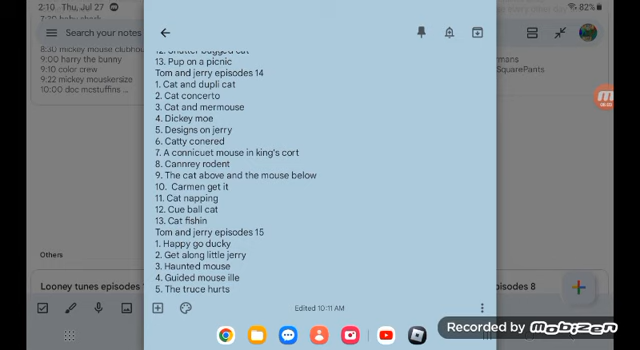 2:10 Thu, Jul 27
82%
Search your notes
8:30 mickey mouse clubhou
9:00 harry the bunny
9:10 color crew
9:22 mickey mouskersize
10:00 doc mcstuffins ...
mans
SquarePants
13. Pup on a picnic
Tom and jerry episodes 14
1. Cat and dupli cat
2. Cat concerto
3. Cat and mermouse
4. Dickey moe
5. Designs on jerry
6. Catty conered
7. A connicuet mouse in king's cort
8. Cannrey rodent
9. The cat above and the mouse below
10. Carmen get it
11. Cat napping
12. Cue ball cat
13. Cat fishin
Tom and jerry episodes 15
1. Happy go ducky
2. Get along little jerry
3. Haunted mouse
4. Guided mouse ille
5. The truce hurts
Others
Looney tunes episodes
episodes 8
Edited 10:11 AM
Recorded by mobizen